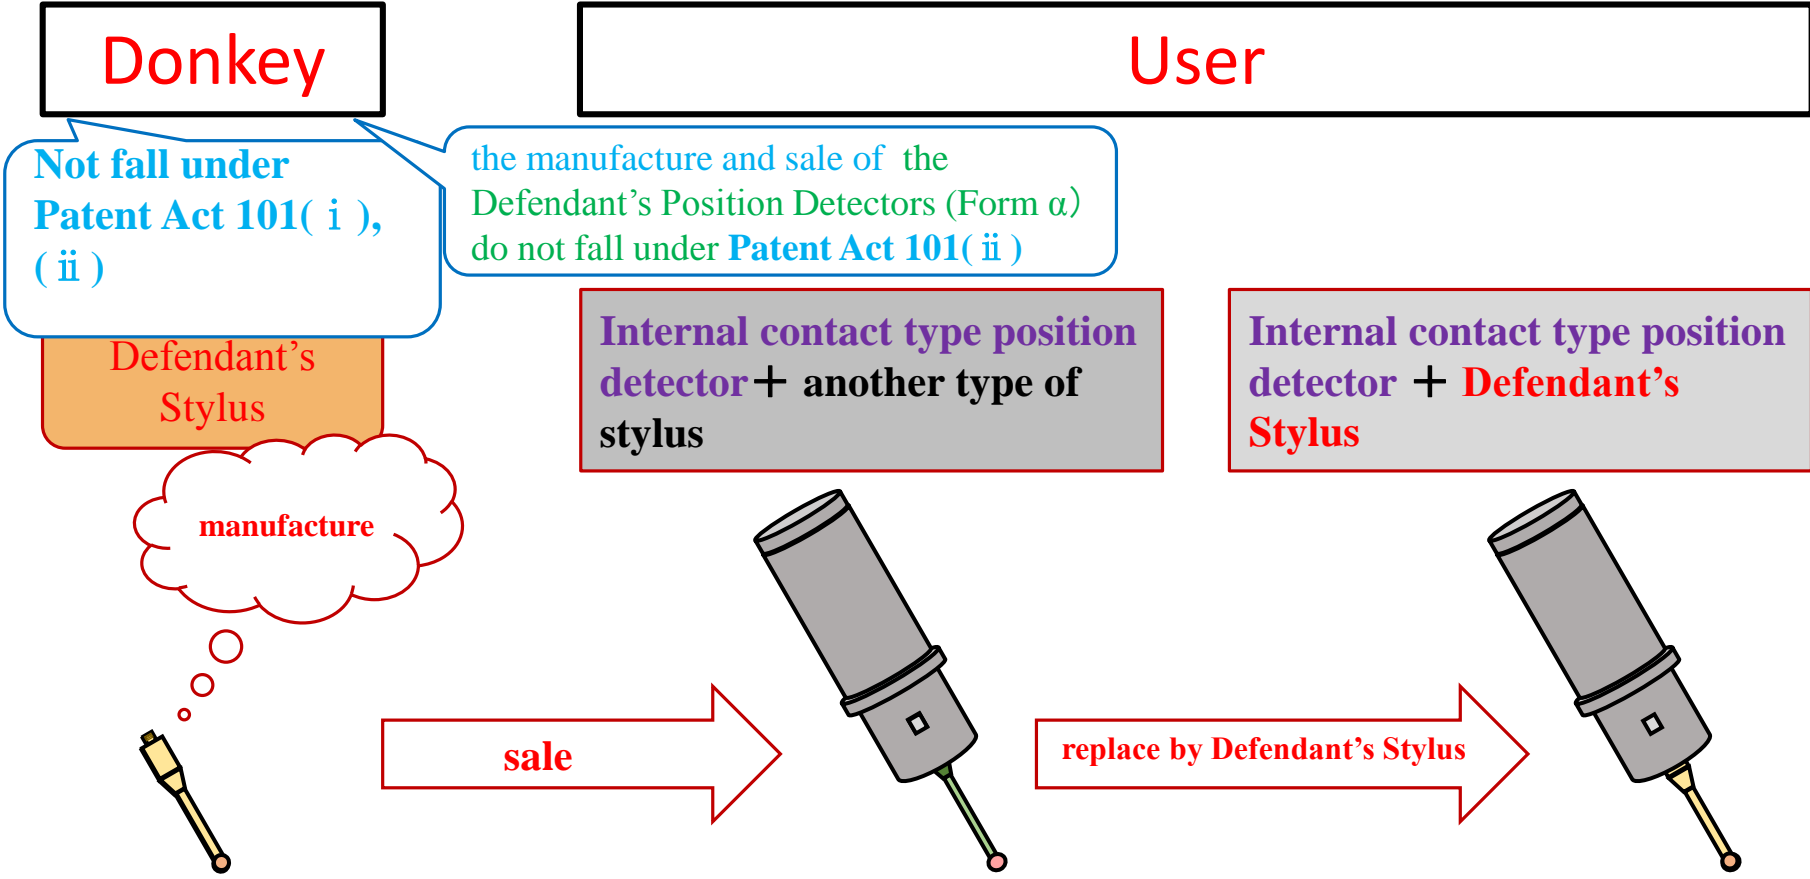 Donkey
User
Not fall under
Patent Act 101(ⅰ),
(ⅱ)
the manufacture and sale of the
Defendant’s Position Detectors (Form α)
do not fall under Patent Act 101(ⅱ)
Defendant’s
Stylus
Internal contact type position
detector＋ another type of
stylus
Internal contact type position
detector ＋ Defendant’s
Stylus
manufacture
sale
replace by Defendant’s Stylus